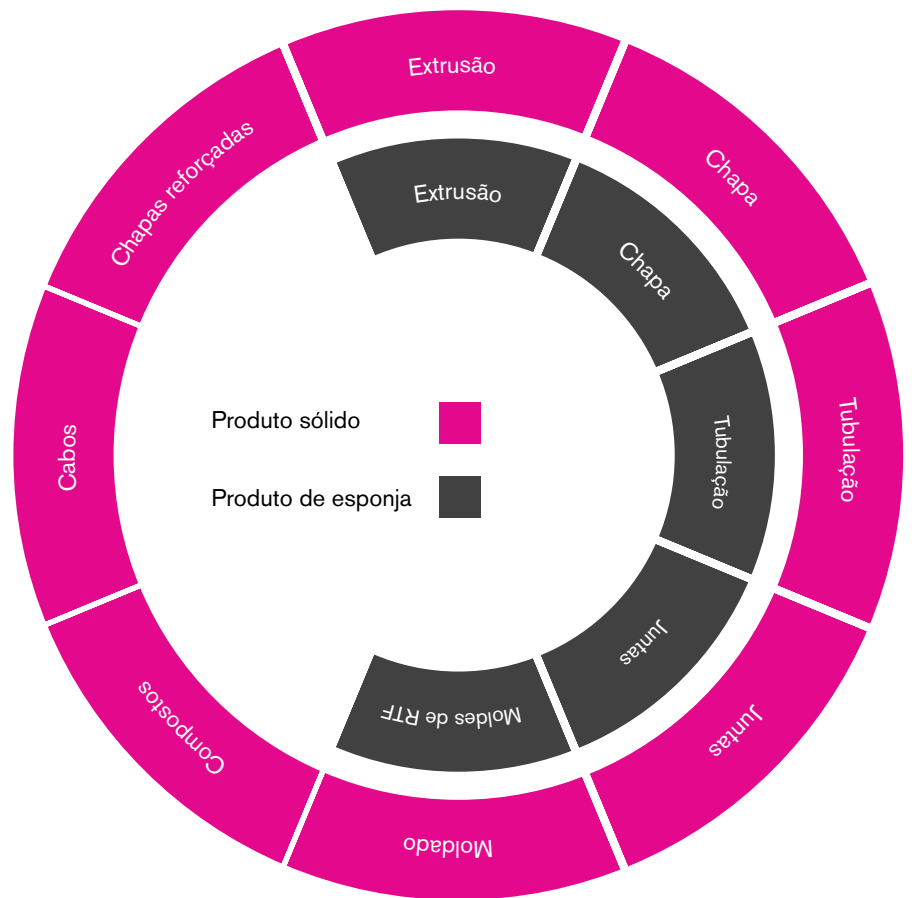 Extrusão
Chapa
Tubulação
Juntas
Moldado
Compostos
Cabos
Chapas reforçadas
Extrusão
Chapa
Tubulação
Juntas
Moldes de RTF
Produto sólido
Produto de esponja